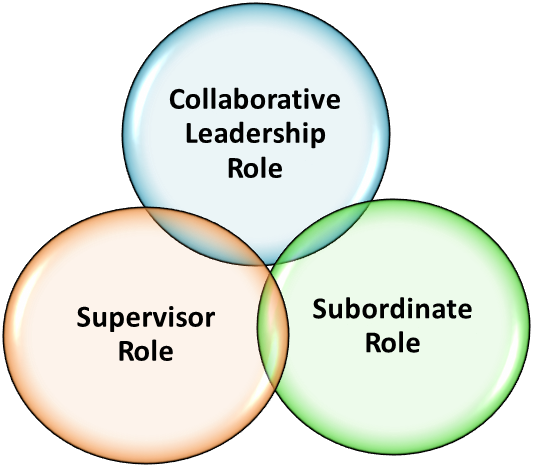 Collaborative
Leadership
Role
Supervisor
Role
Subordinate
Role